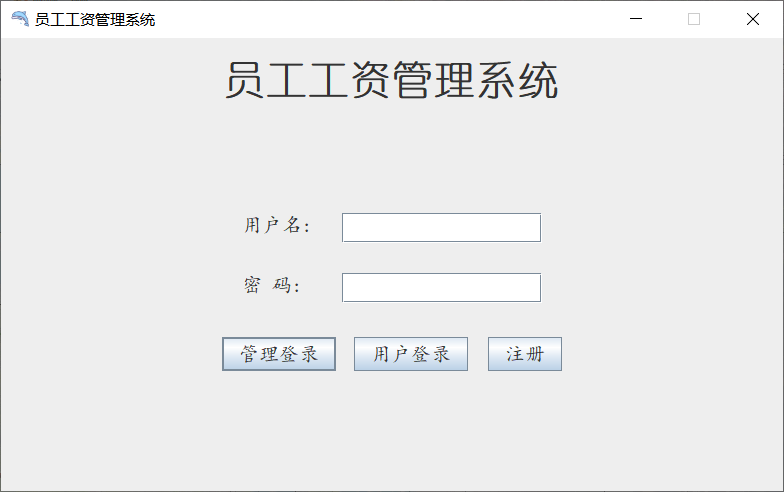 员工工资管理系统
员工工资管理系统
用户名：
密 码：
管理登录 用户登录 注册